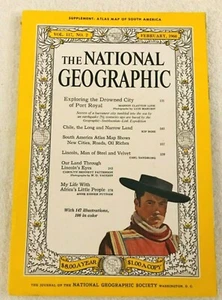 SUPPLEMENT: ATLAS MAP OF SOUTH AMERICA
VOL. 117, NO. 2
FEBRUARY, 1960
THE NATIONAL
GEOGRAPHIC
Exploring the Drowned City
of Port Royal
Chile, the Long and Narrow Land
South America Atlas Map Shows
New Cities, Roads, Oil Riches
Lincoln, Man of Steel and Velvet
Our Land Through
Lincoln's Eyes
My Life With
Africa's Little People
With 147 Illustrations,
in color
$8.00 A YEAR
$1.00 A COPY
THE JOURNAL OF THE NATIONAL GEOGRAPHIC SOCIETY WASHINGTON, D. C.